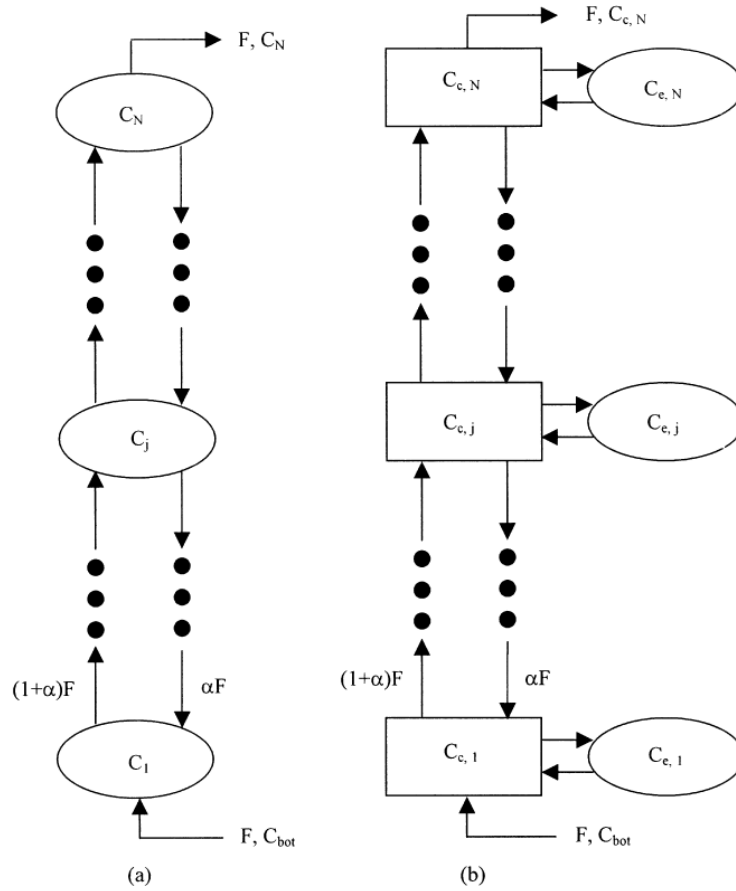 F, C_N
C_N
C_j
(1+α)F
αF
C_1
F, C_bot
(a)
F, C_c, N
C_c, N
C_e, N
C_c, j
C_e, j
(1+α)F
αF
C_c, 1
C_e, 1
F, C_bot
(b)